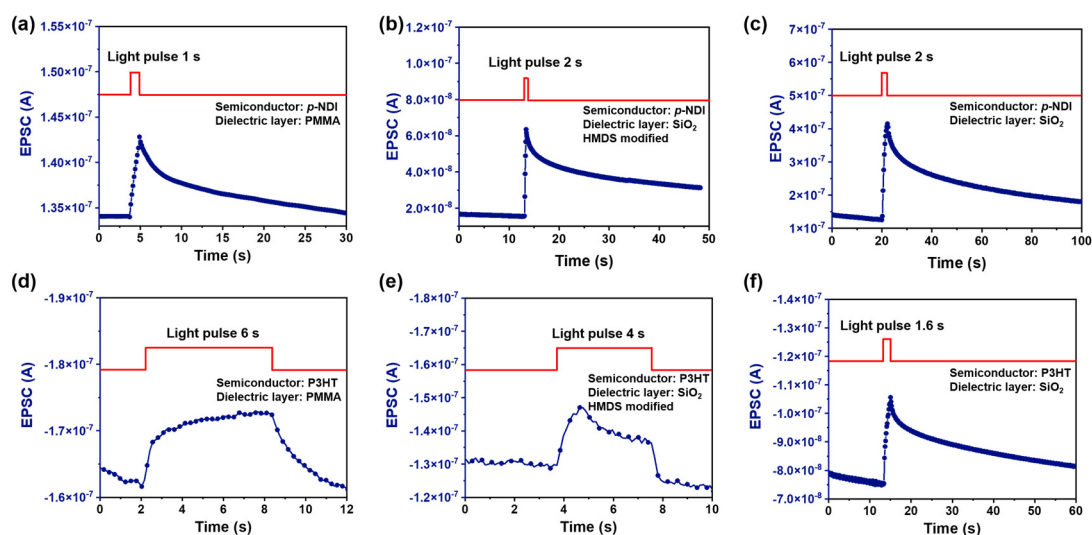 (a)
1.55×10⁻⁷
1.50×10⁻⁷
1.45×10⁻⁷
1.40×10⁻⁷
1.35×10⁻⁷
EPSC (A)
Light pulse 1 s
Semiconductor: p-NDI
Dielectric layer: PMMA
0 5 10 15 20 25 30
Time (s)
(b)
1.2×10⁻⁷
1.0×10⁻⁷
8.0×10⁻⁸
6.0×10⁻⁸
4.0×10⁻⁸
2.0×10⁻⁸
EPSC (A)
Light pulse 2 s
Semiconductor: p-NDI
Dielectric layer: SiO₂
HMDS modified
0 10 20 30 40 50
Time (s)
(c)
7×10⁻⁷
6×10⁻⁷
5×10⁻⁷
4×10⁻⁷
3×10⁻⁷
2×10⁻⁷
1×10⁻⁷
EPSC (A)
Light pulse 2 s
Semiconductor: p-NDI
Dielectric layer: SiO₂
0 20 40 60 80 100
Time (s)
(d)
-1.9×10⁻⁷
-1.8×10⁻⁷
-1.7×10⁻⁷
-1.6×10⁻⁷
EPSC (A)
Light pulse 6 s
Semiconductor: P3HT
Dielectric layer: PMMA
0 2 4 6 8 10 12
Time (s)
(e)
-1.8×10⁻⁷
-1.7×10⁻⁷
-1.6×10⁻⁷
-1.5×10⁻⁷
-1.4×10⁻⁷
-1.3×10⁻⁷
-1.2×10⁻⁷
EPSC (A)
Light pulse 4 s
Semiconductor: P3HT
Dielectric layer: SiO₂
HMDS modified
0 2 4 6 8 10
Time (s)
(f)
-1.4×10⁻⁷
-1.3×10⁻⁷
-1.2×10⁻⁷
-1.1×10⁻⁷
-1.0×10⁻⁷
-9.0×10⁻⁸
-8.0×10⁻⁸
-7.0×10⁻⁸
EPSC (A)
Light pulse 1.6 s
Semiconductor: P3HT
Dielectric layer: SiO₂
0 10 20 30 40 50 60
Time (s)